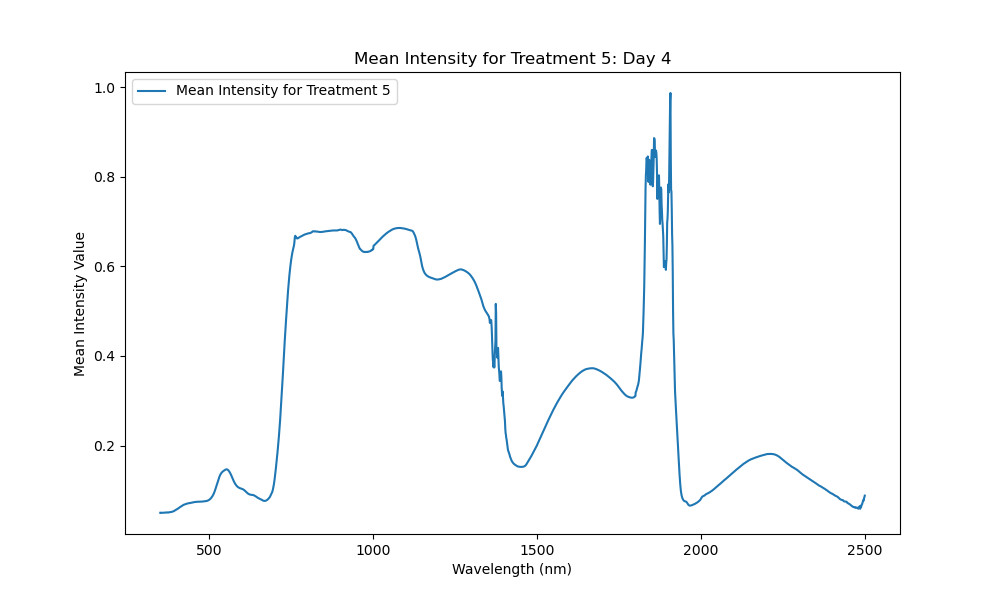 Mean Intensity for Treatment 5: Day 4
Mean Intensity for Treatment 5
1.0
0.8
0.6
0.4
0.2
Mean Intensity Value
500
1000
1500
2000
2500
Wavelength (nm)